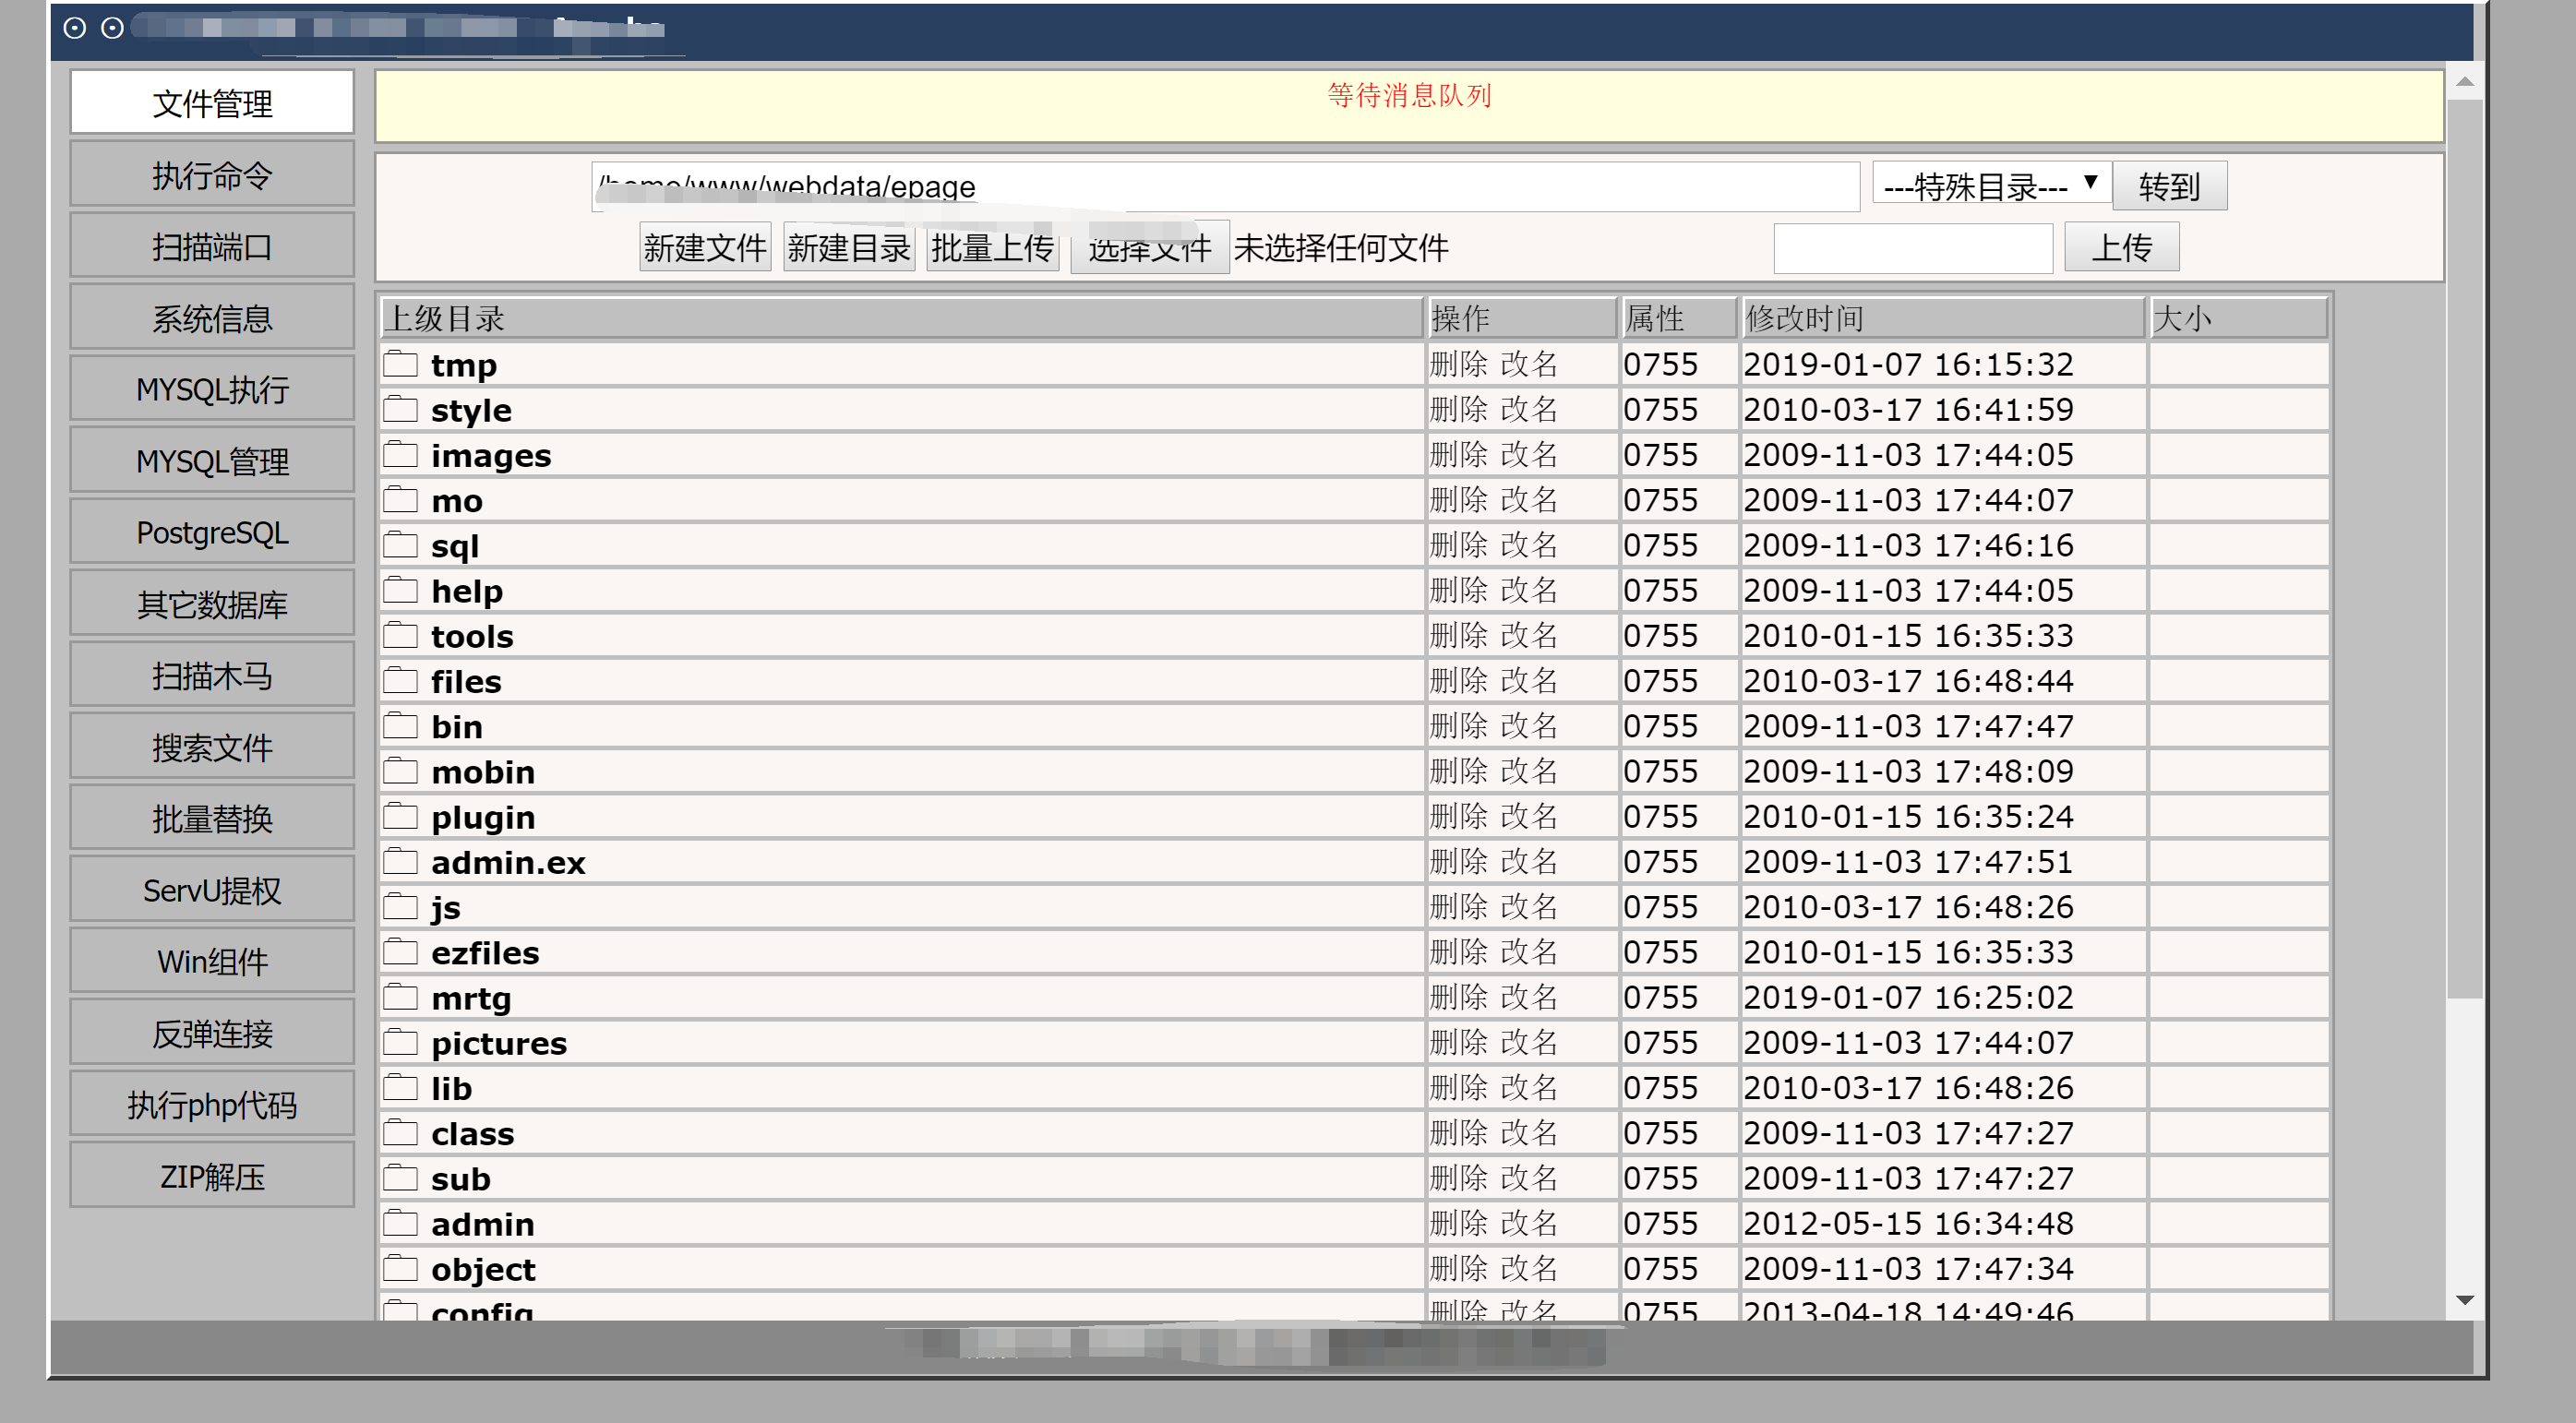 等待消息队列
文件管理
执行命令
扫描端口
系统信息
MYSQL执行
MYSQL管理
PostgreSQL
其它数据库
扫描木马
搜索文件
批量替换
ServU提权
Win组件
反弹连接
执行php代码
ZIP解压
/home/www/webdata/epage ---特殊目录--- 转到
新建文件 新建目录 批量上传 选择文件 未选择任何文件 上传
上级目录 操作 属性 修改时间 大小
tmp 删除 改名 0755 2019-01-07 16:15:32
style 删除 改名 0755 2010-03-17 16:41:59
images 删除 改名 0755 2009-11-03 17:44:05
mo 删除 改名 0755 2009-11-03 17:44:07
sql 删除 改名 0755 2009-11-03 17:46:16
help 删除 改名 0755 2009-11-03 17:44:05
tools 删除 改名 0755 2010-01-15 16:35:33
files 删除 改名 0755 2010-03-17 16:48:44
bin 删除 改名 0755 2009-11-03 17:47:47
mobin 删除 改名 0755 2009-11-03 17:48:09
plugin 删除 改名 0755 2010-01-15 16:35:24
admin.ex 删除 改名 0755 2009-11-03 17:47:51
js 删除 改名 0755 2010-03-17 16:48:26
ezfiles 删除 改名 0755 2010-01-15 16:35:33
mrtg 删除 改名 0755 2019-01-07 16:25:02
pictures 删除 改名 0755 2009-11-03 17:44:07
lib 删除 改名 0755 2010-03-17 16:48:26
class 删除 改名 0755 2009-11-03 17:47:27
sub 删除 改名 0755 2009-11-03 17:47:27
admin 删除 改名 0755 2012-05-15 16:34:48
object 删除 改名 0755 2009-11-03 17:47:34
config 删除 改名 0755 2013-04-18 14:49:46